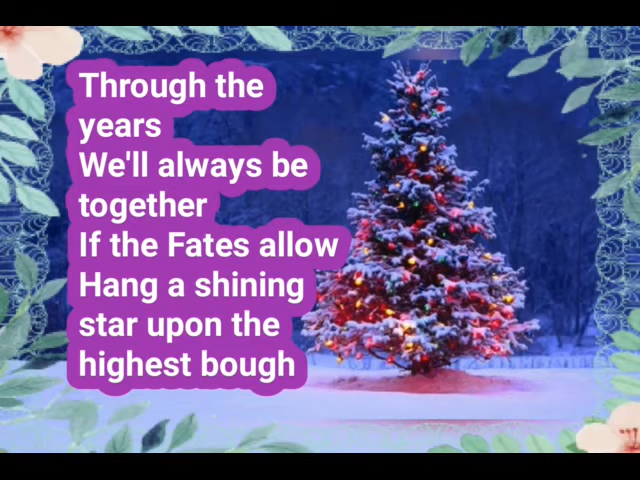 Through the
years
We'll always be
together
If the Fates allow
Hang a shining
star upon the
highest bough